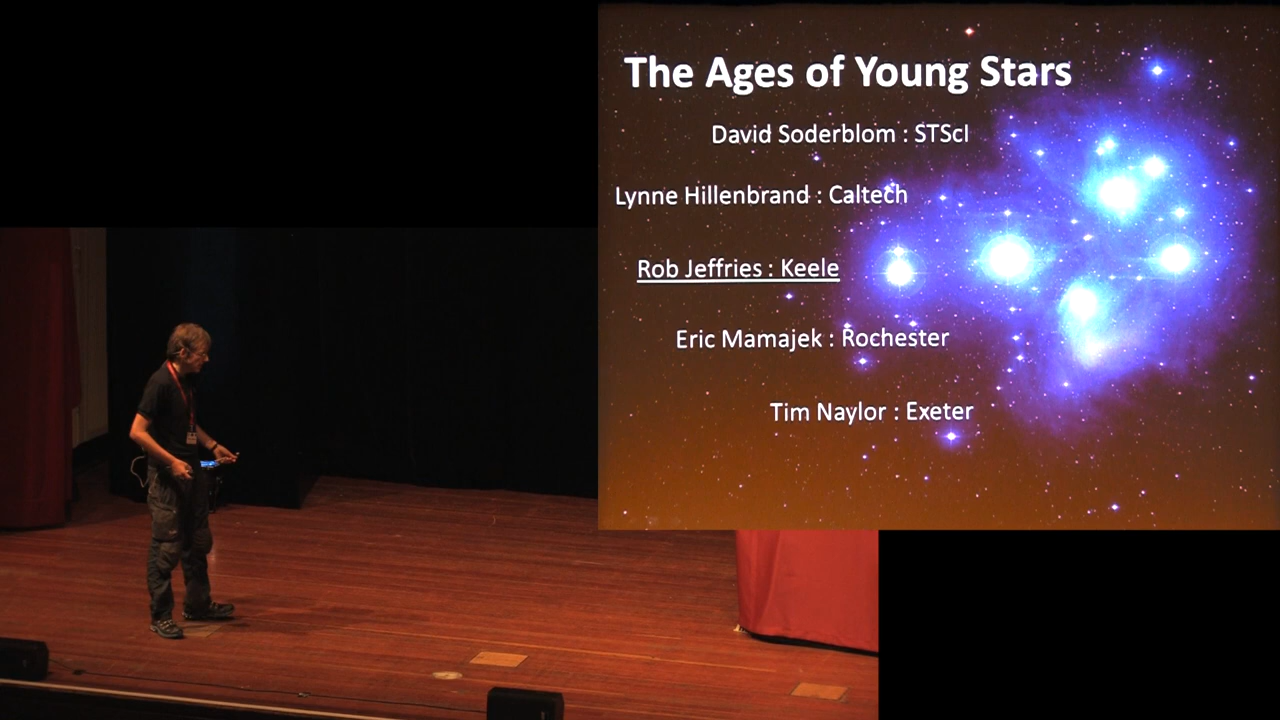 The Ages of Young Stars
David Soderblom : STScI
Lynne Hillenbrand : Caltech
Rob Jeffries : Keele
Eric Mamajek : Rochester
Tim Naylor : Exeter